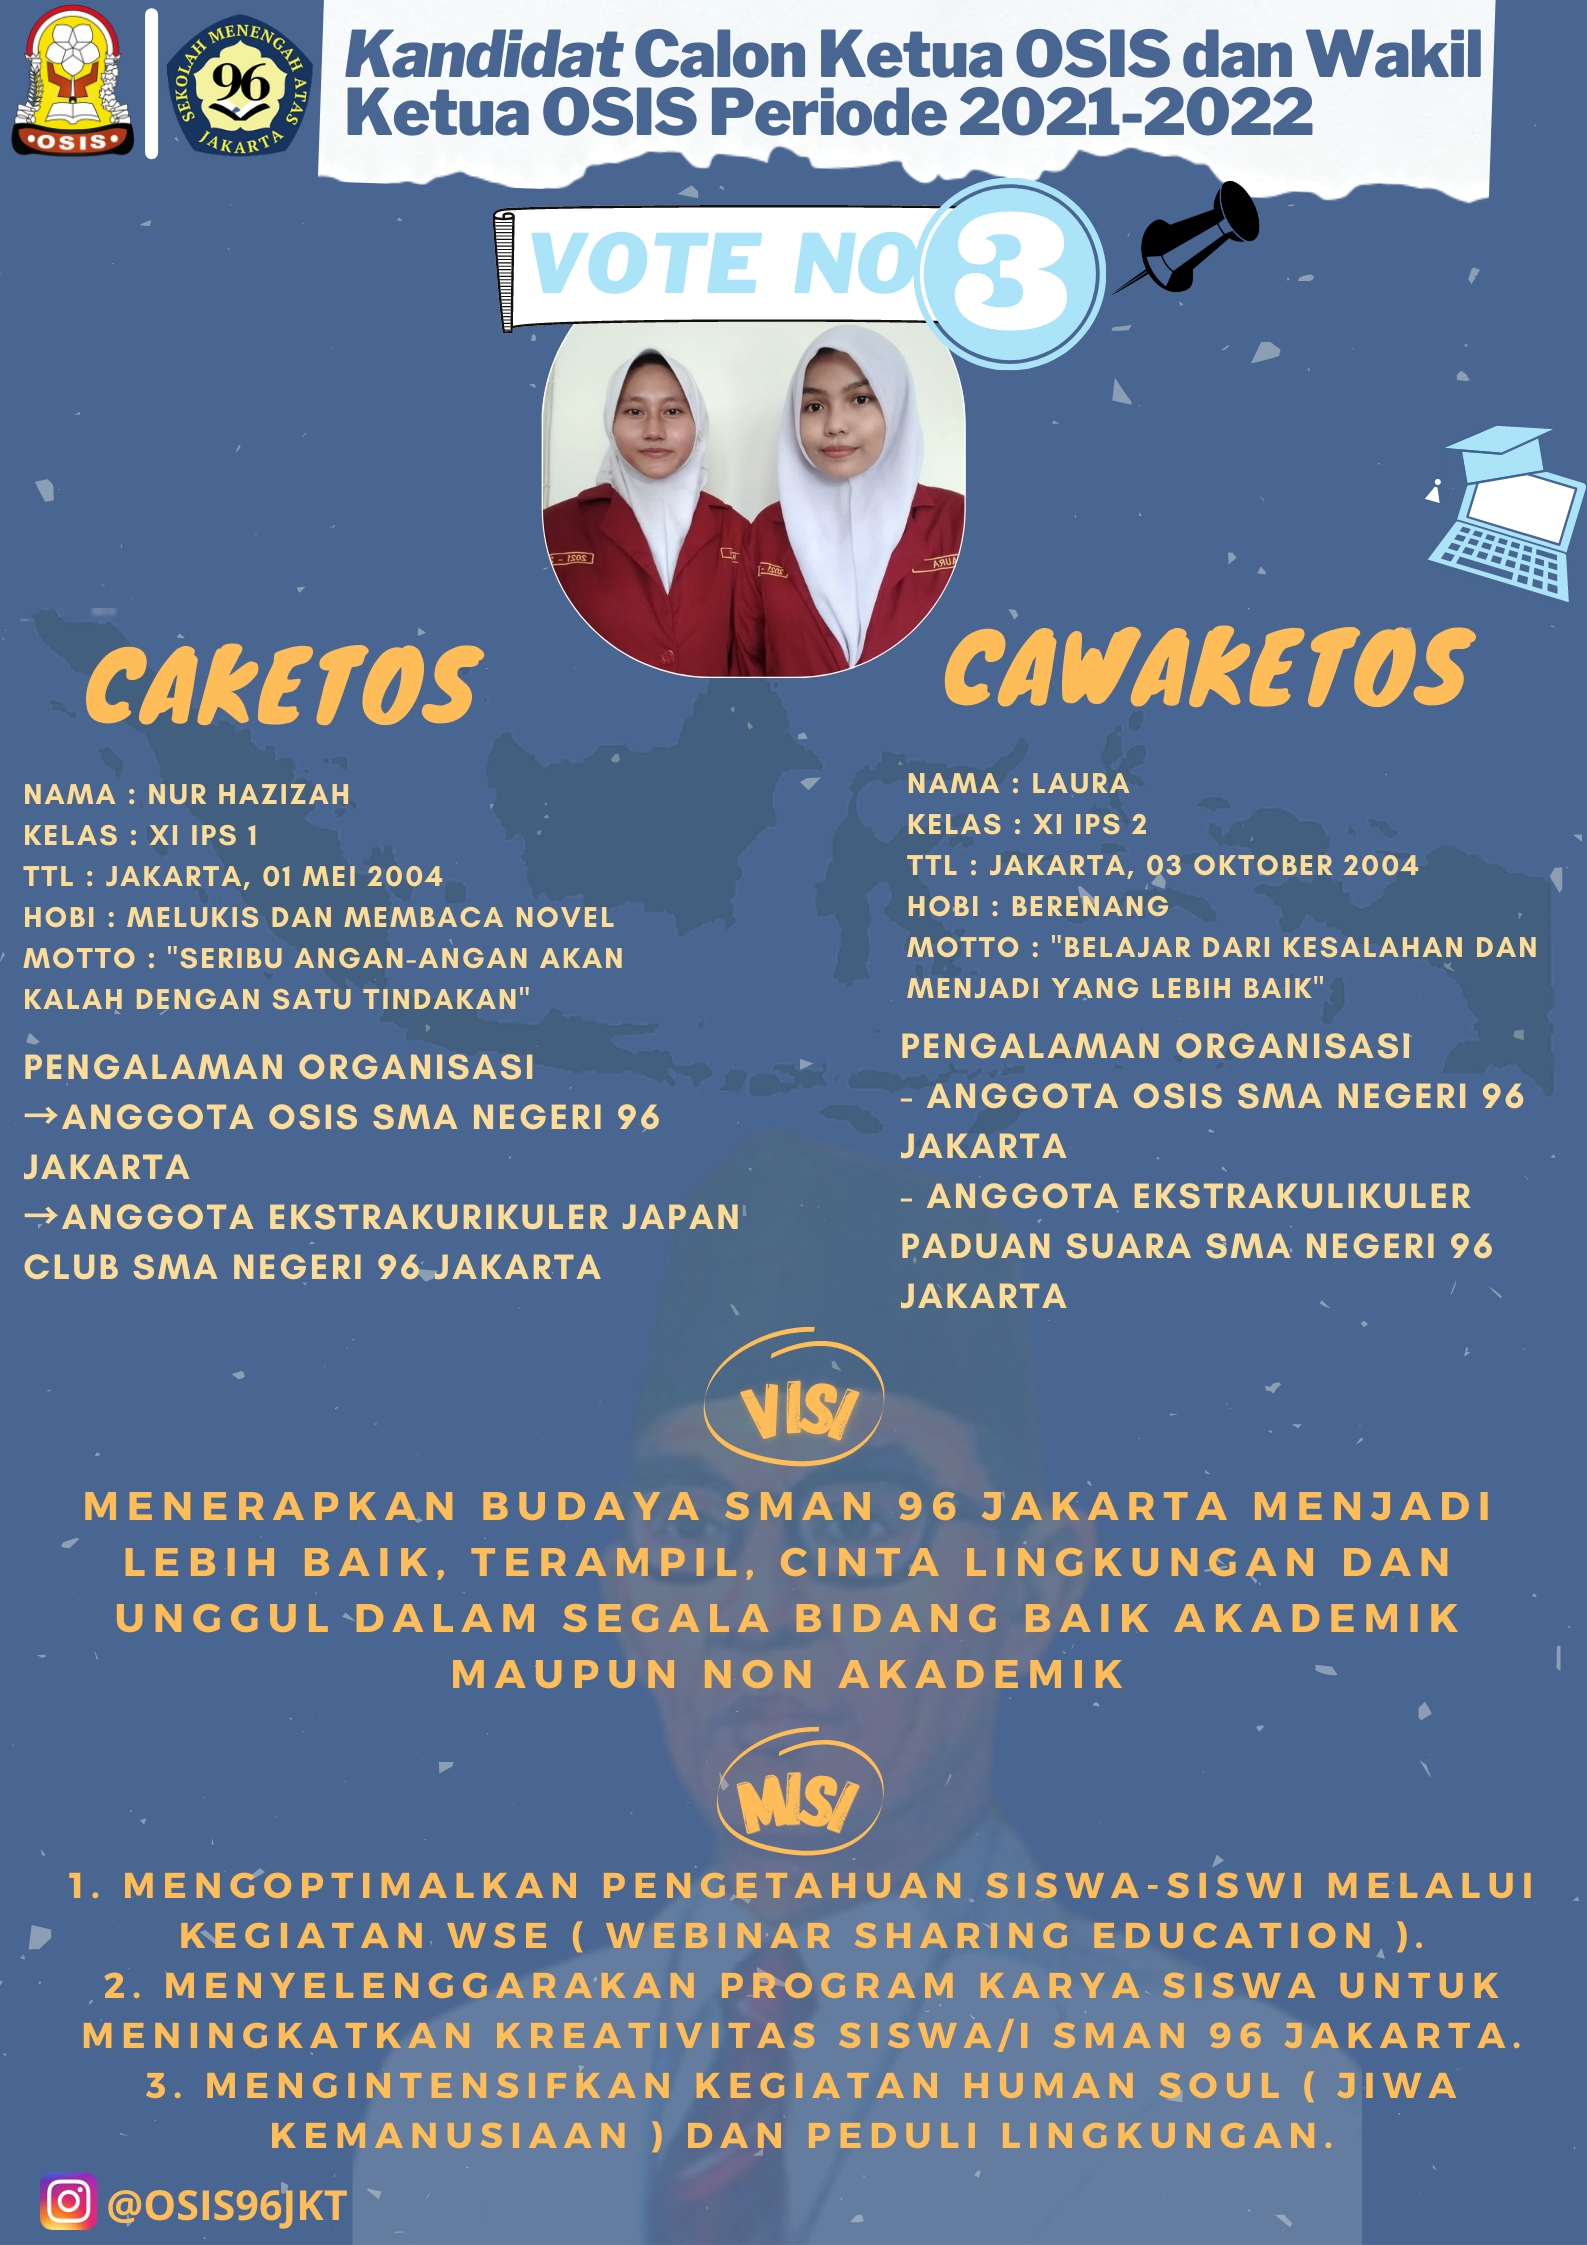 OSIS
SEKOLAH MENENGAH ATAS
96
JAKARTA
Kandidat Calon Ketua OSIS dan Wakil
Ketua OSIS Periode 2021-2022
VOTE NO 3
CAKETOS
NAMA : NUR HAZIZAH
KELAS : XI IPS 1
TTL : JAKARTA, 01 MEI 2004
HOBI : MELUKIS DAN MEMBACA NOVEL
MOTTO : "SERIBU ANGAN-ANGAN AKAN
KALAH DENGAN SATU TINDAKAN"
PENGALAMAN ORGANISASI
→ANGGOTA OSIS SMA NEGERI 96
JAKARTA
→ANGGOTA EKSTRAKURIKULER JAPAN
CLUB SMA NEGERI 96 JAKARTA
CAWAKETOS
NAMA : LAURA
KELAS : XI IPS 2
TTL : JAKARTA, 03 OKTOBER 2004
HOBI : BERENANG
MOTTO : "BELAJAR DARI KESALAHAN DAN
MENJADI YANG LEBIH BAIK"
PENGALAMAN ORGANISASI
- ANGGOTA OSIS SMA NEGERI 96
JAKARTA
- ANGGOTA EKSTRAKULIKULER
PADUAN SUARA SMA NEGERI 96
JAKARTA
VISI
MENERAPKAN BUDAYA SMAN 96 JAKARTA MENJADI
LEBIH BAIK, TERAMPIL, CINTA LINGKUNGAN DAN
UNGGUL DALAM SEGALA BIDANG BAIK AKADEMIK
MAUPUN NON AKADEMIK
MISI
1. MENGOPTIMALKAN PENGETAHUAN SISWA-SISWI MELALUI
KEGIATAN WSE ( WEBINAR SHARING EDUCATION ).
2. MENYELENGGARAKAN PROGRAM KARYA SISWA UNTUK
MENINGKATKAN KREATIVITAS SISWA/I SMAN 96 JAKARTA.
3. MENGINTENSIFKAN KEGIATAN HUMAN SOUL ( JIWA
KEMANUSIAAN ) DAN PEDULI LINGKUNGAN.
@OSIS96JKT